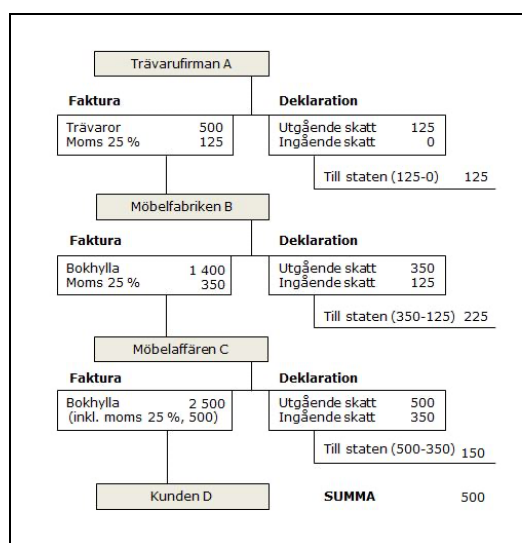 Trävarufirman A
Faktura
Deklaration
Trävaror 500
Moms 25 % 125
Utgående skatt 125
Ingående skatt 0
Till staten (125-0) 125
Möbelfabriken B
Faktura
Deklaration
Bokhylla 1 400
Moms 25 % 350
Utgående skatt 350
Ingående skatt 125
Till staten (350-125) 225
Möbelaffären C
Faktura
Deklaration
Bokhylla 2 500
(inkl. moms 25 %, 500)
Utgående skatt 500
Ingående skatt 350
Till staten (500-350) 150
Kunden D
SUMMA 500